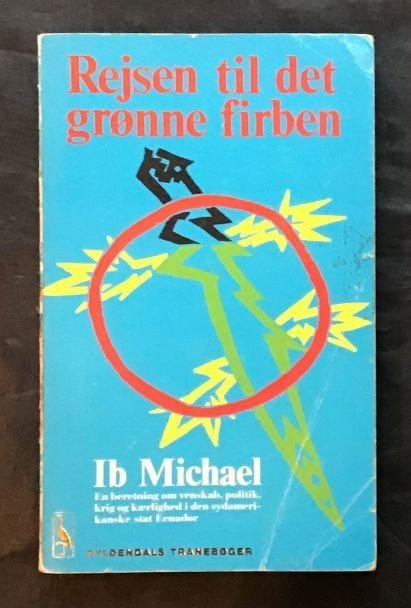 Rejsen til det
grønne firben
Ib Michael
En beretning om venskab, politik,
krig og kærlighed i den sydameri-
kanske stat Ecuador
GYLDENDALS TRANEBØGER